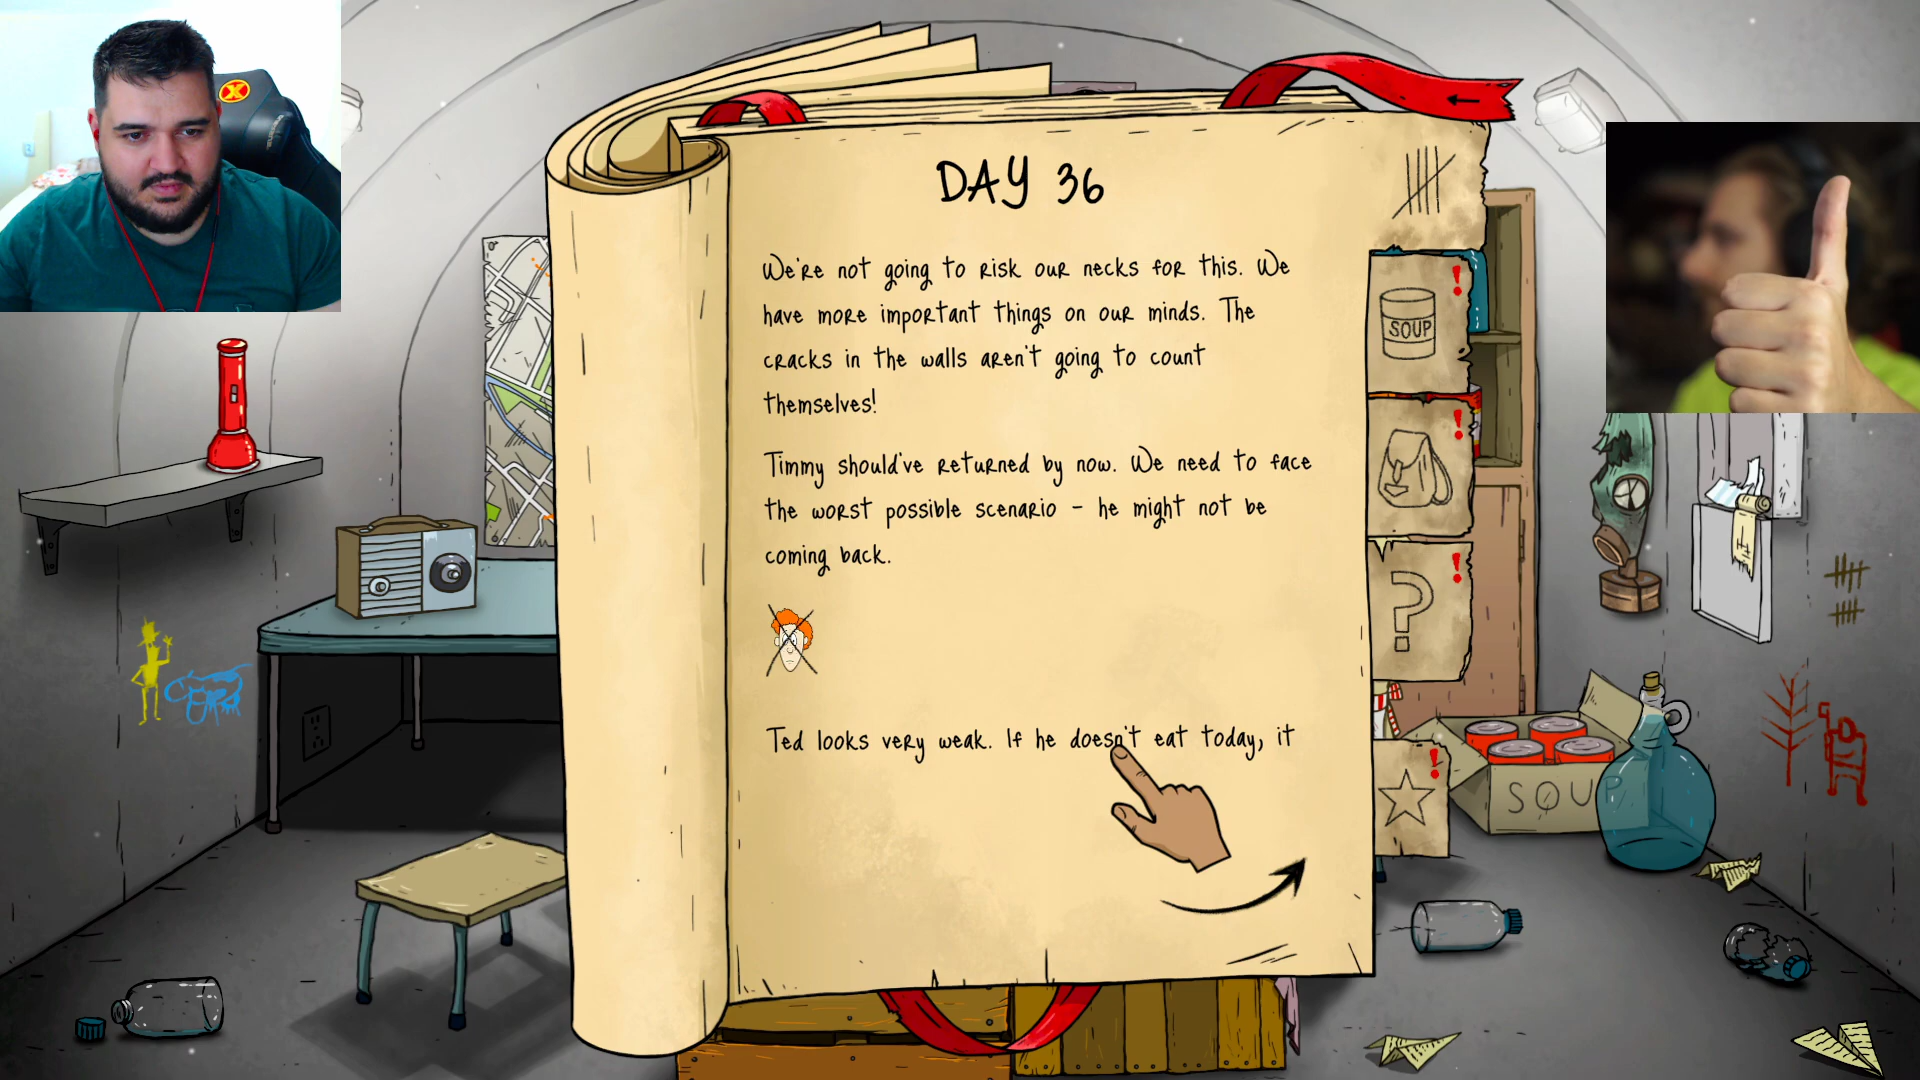 DAY 36
We're not going to risk our necks for this. We
have more important things on our minds. The
cracks in the walls aren't going to count
themselves!
Timmy should've returned by now. We need to face
the worst possible scenario - he might not be
coming back.
Ted looks very weak. If he doesn't eat today, it
SOUP
?
SOUP